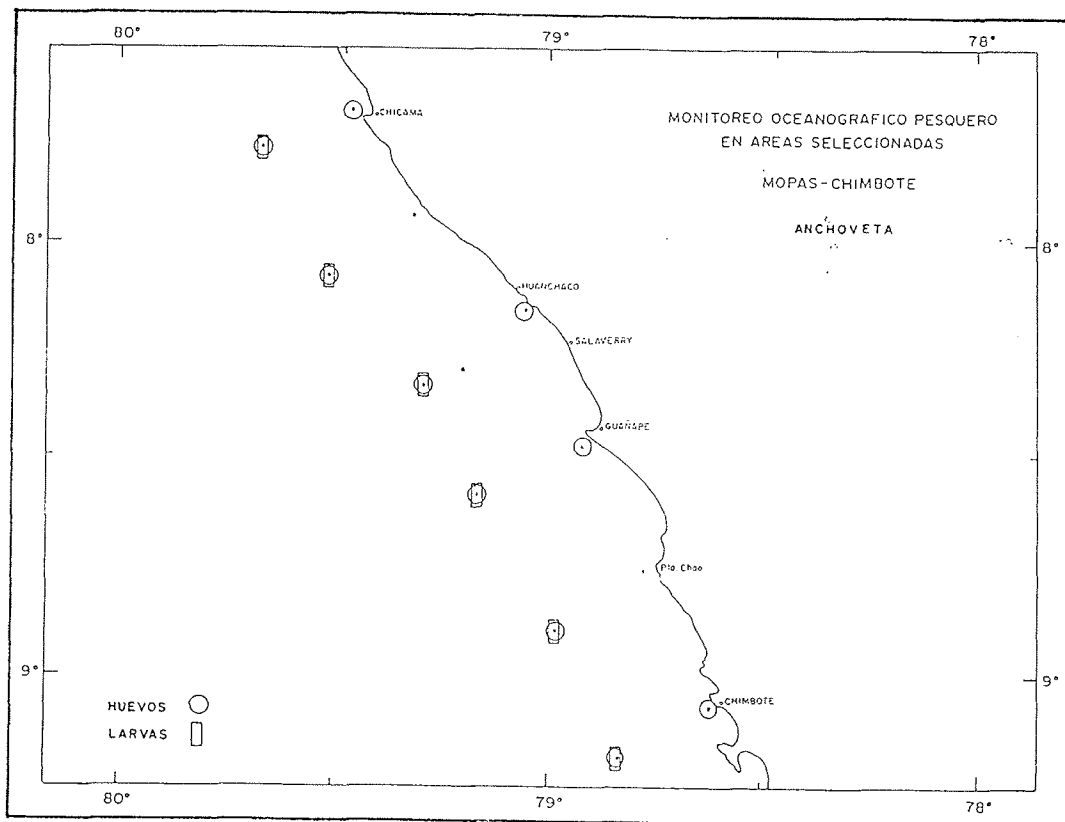 80°
79°
78°
CHICAMA
MONITOREO OCEANOGRAFICO PESQUERO
EN AREAS SELECCIONADAS
MOPAS-CHIMBOTE
ANCHOVETA
8°
8°
HUANCHACO
SALAVERRY
GUAÑAPE
Pta. Chao
9°
9°
CHIMBOTE
HUEVOS
LARVAS
80°
79°
78°